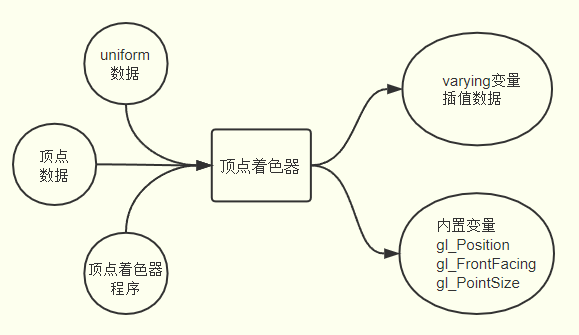 uniform
数据
顶点
数据
顶点着色器
程序
顶点着色器
varying变量
插值数据
内置变量
gl_Position
gl_FrontFacing
gl_PointSize